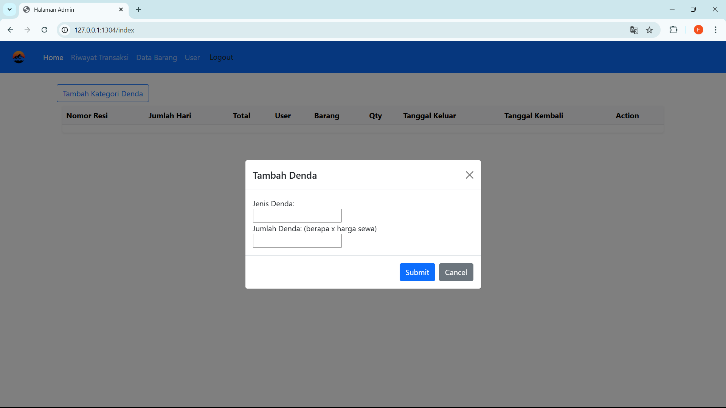 Halaman Admin
127.0.0.1:1304/index
Home Riwayat Transaksi Data Barang User Logout
Tambah Kategori Denda
Nomor Resi Jumlah Hari Total User Barang Qty Tanggal Keluar Tanggal Kembali Action
Tambah Denda
Jenis Denda:
Jumlah Denda: (berapa x harga sewa)
Submit Cancel